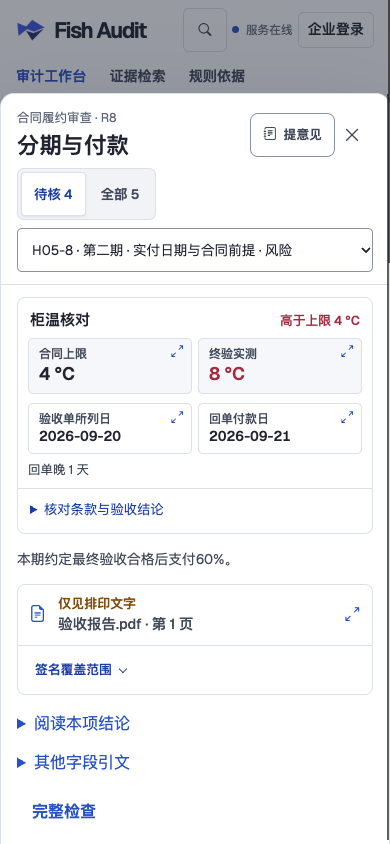 Fish Audit
服务在线
企业登录
审计工作台 证据检索 规则依据
合同履约审查 · R8
分期与付款
提意见
待核 4
全部 5
H05-8 · 第二期 · 实付日期与合同前提 · 风险
柜温核对
高于上限 4 °C
合同上限
4 °C
终验实测
8 °C
验收单所列日
2026-09-20
回单付款日
2026-09-21
回单晚 1 天
核对条款与验收结论
本期约定最终验收合格后支付60%。
仅见排印文字
验收报告.pdf · 第 1 页
签名覆盖范围
阅读本项结论
其他字段引文
完整检查